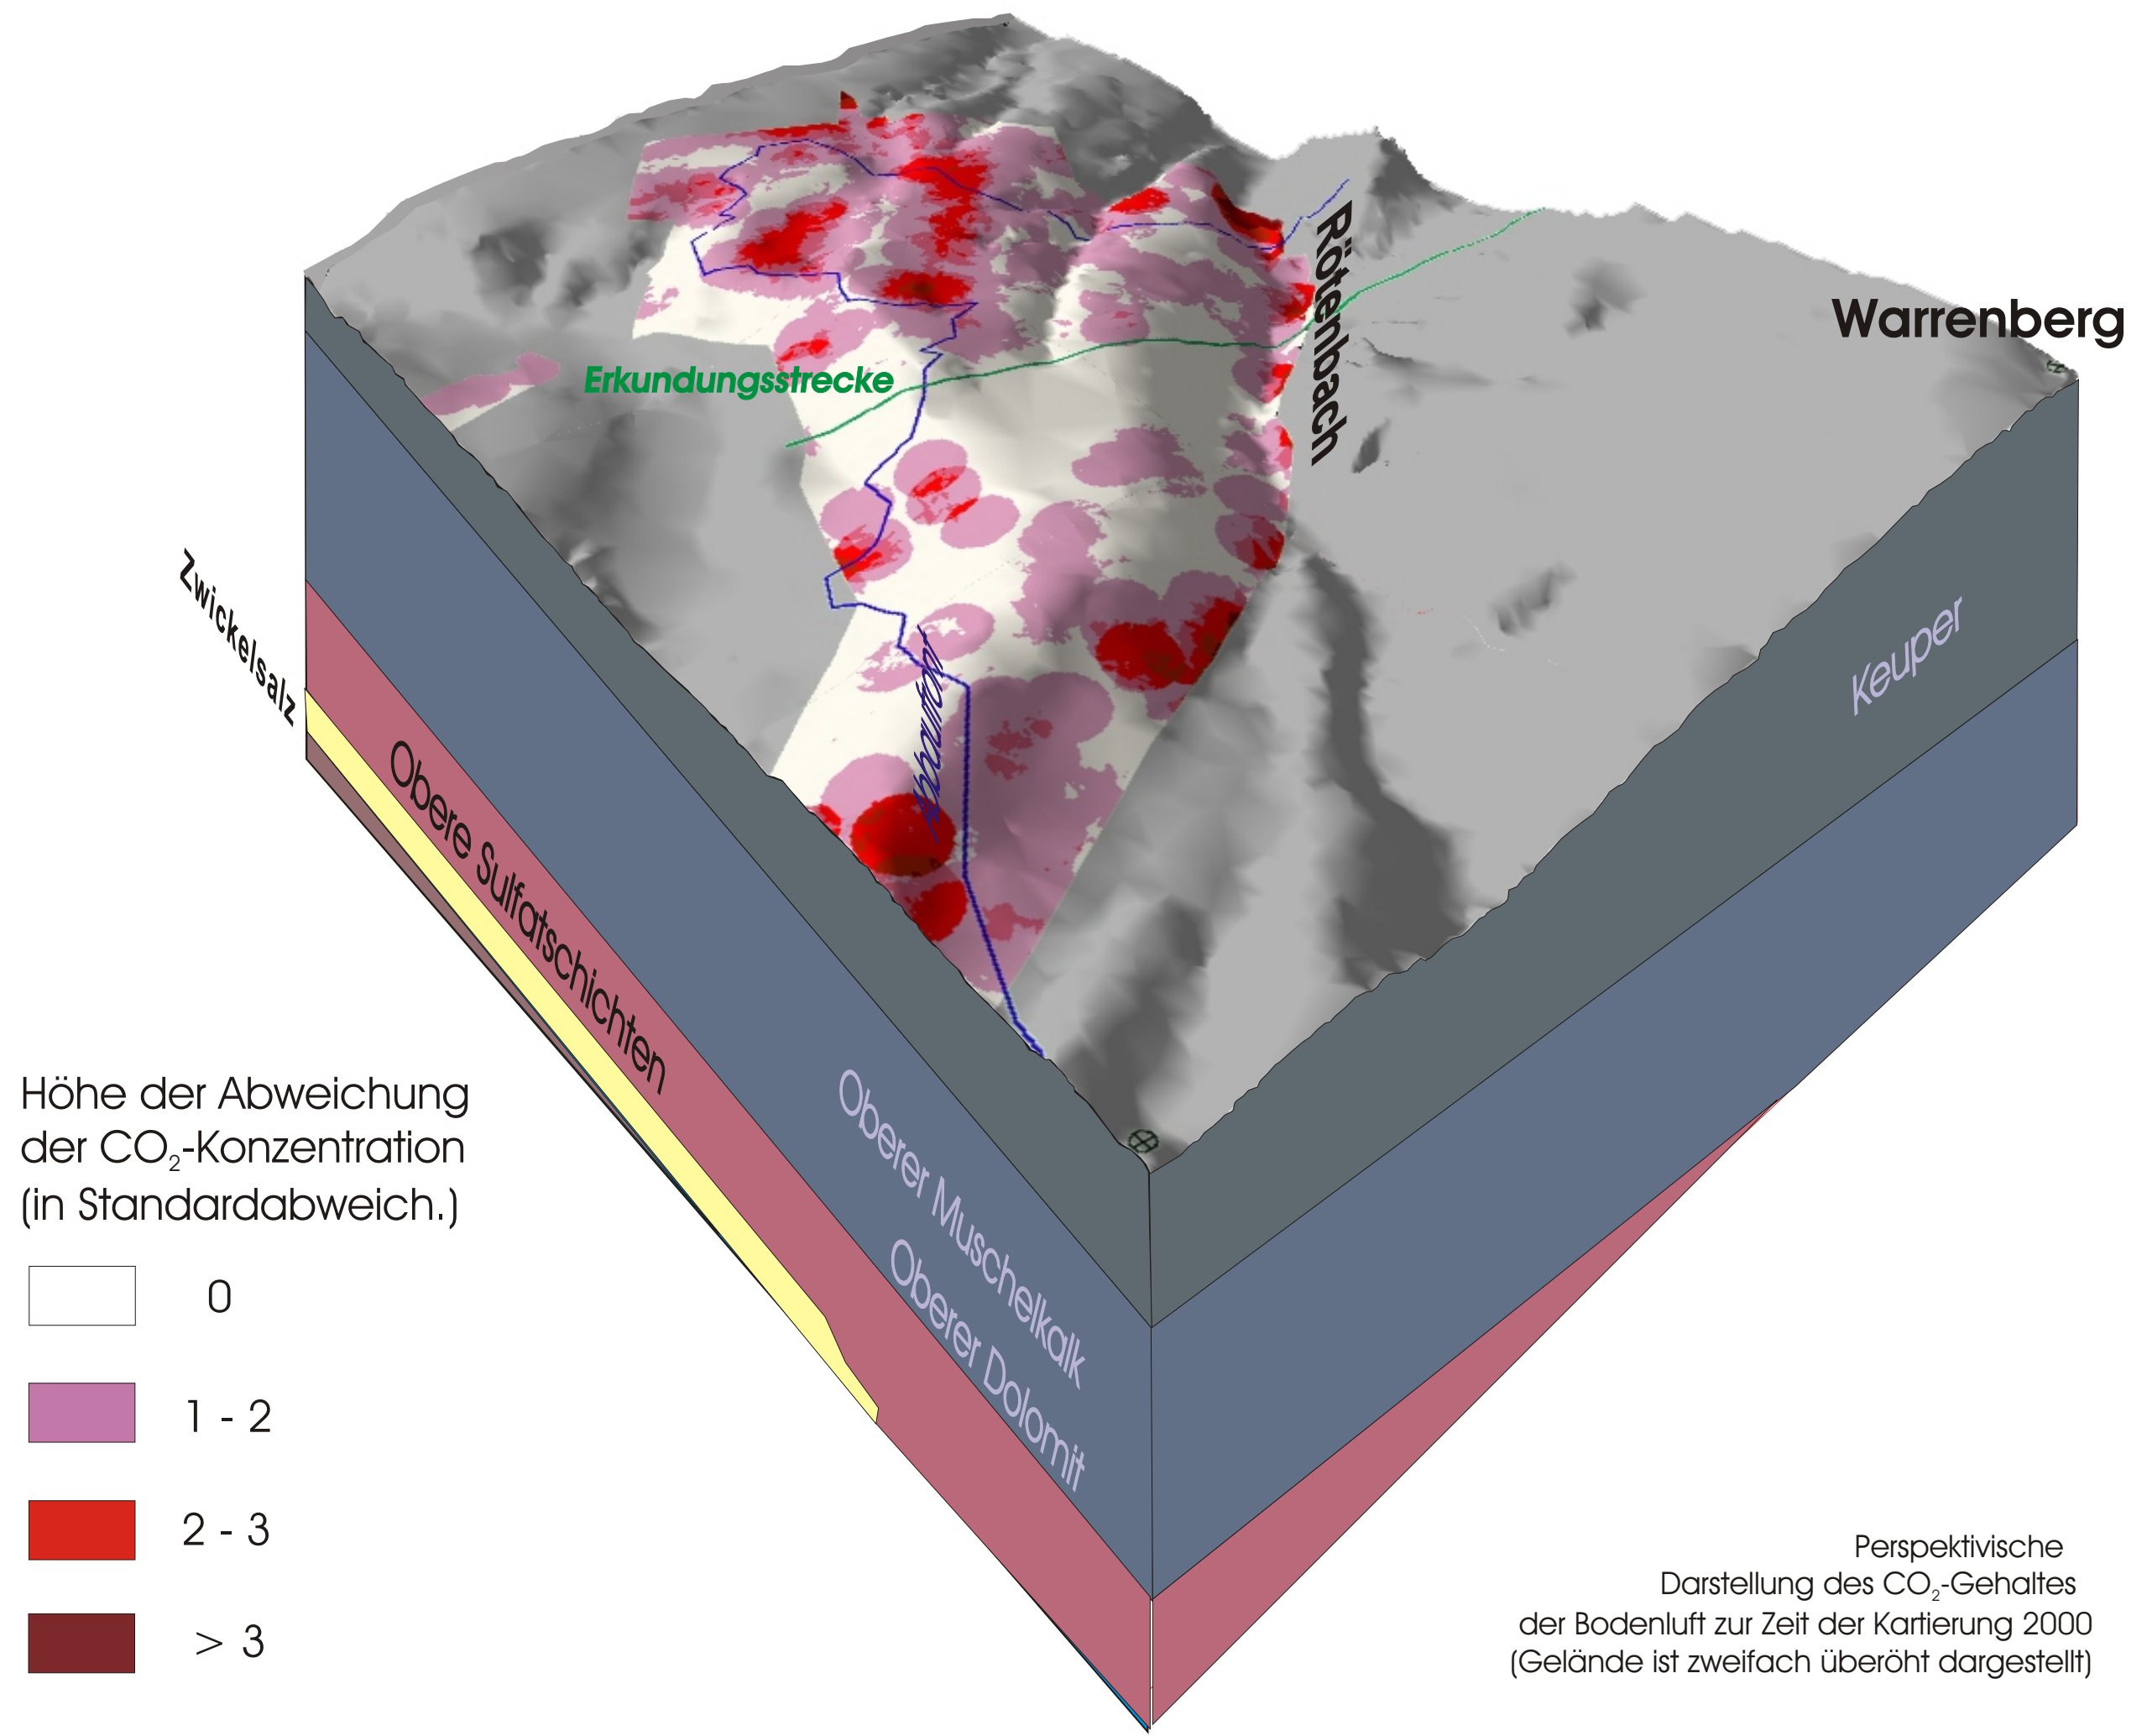 Rötenbach
Warrenberg
Erkundungsstrecke
Zwickelsalz
Keuper
Abbaufront
Obere Sulfatschichten
Oberer Muschelkalk
Oberer Dolomit
Höhe der Abweichung
der CO₂-Konzentration
(in Standardabweich.)
0
1 - 2
2 - 3
> 3
Perspektivische
Darstellung des CO₂-Gehaltes
der Bodenluft zur Zeit der Kartierung 2000
(Gelände ist zweifach überöht dargestellt)